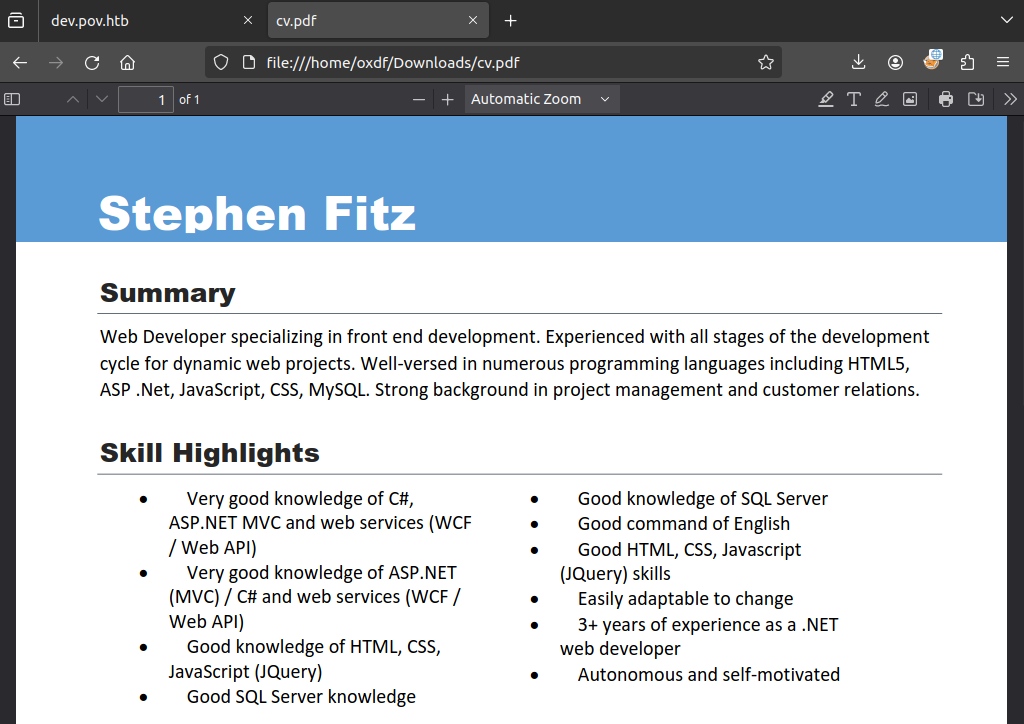 dev.pov.htb
cv.pdf
file:///home/oxdf/Downloads/cv.pdf
1 of 1
Automatic Zoom
Stephen Fitz
Summary
Web Developer specializing in front end development. Experienced with all stages of the development
cycle for dynamic web projects. Well-versed in numerous programming languages including HTML5,
ASP .Net, JavaScript, CSS, MySQL. Strong background in project management and customer relations.
Skill Highlights
• Very good knowledge of C#,
ASP.NET MVC and web services (WCF
/ Web API)
• Very good knowledge of ASP.NET
(MVC) / C# and web services (WCF /
Web API)
• Good knowledge of HTML, CSS,
JavaScript (JQuery)
• Good SQL Server knowledge
• Good knowledge of SQL Server
• Good command of English
• Good HTML, CSS, Javascript
(JQuery) skills
• Easily adaptable to change
• 3+ years of experience as a .NET
web developer
• Autonomous and self-motivated